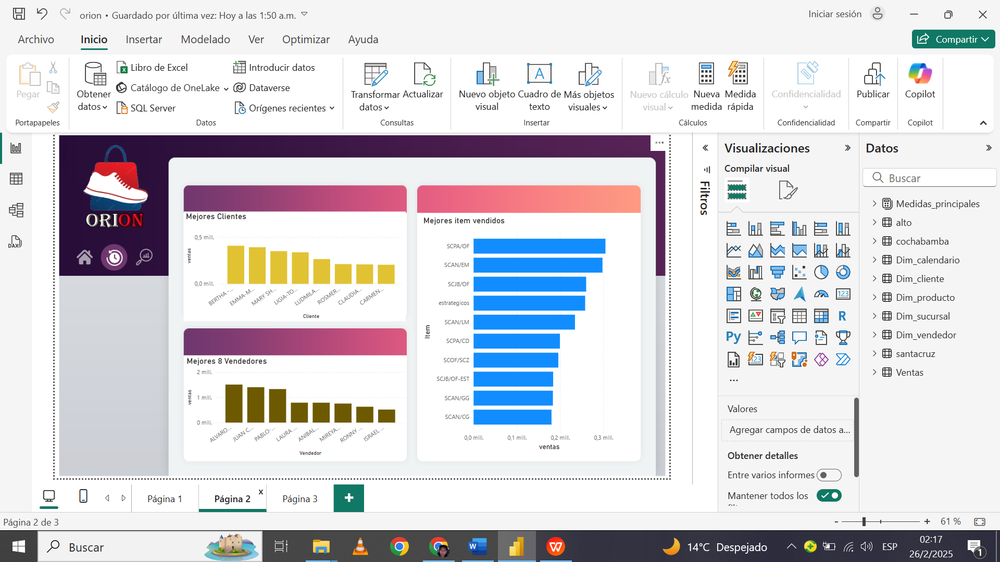 orion • Guardado por última vez: Hoy a las 1:50 a.m.
Iniciar sesión
Archivo
Inicio
Insertar
Modelado
Ver
Optimizar
Ayuda
Compartir
Pegar
Portapapeles
Obtener datos
Libro de Excel
Catálogo de OneLake
SQL Server
Introducir datos
Dataverse
Orígenes recientes
Datos
Transformar datos
Actualizar
Consultas
Nuevo objeto visual
Cuadro de texto
Más objetos visuales
Insertar
Nuevo cálculo visual
Nueva medida
Medida rápida
Cálculos
Confidencialidad
Confidencialidad
Publicar
Compartir
Copilot
Copilot
DAX
ORION
Mejores Clientes
ventas
0,5 mill.
0,0 mill.
BERTHA -...
EMMA-M...
MARY SH...
LIGIA-TO...
LUDMILA...
ROSMER...
CLAUDIA...
CARMEN...
Cliente
Mejores 8 Vendedores
ventas
2 mill.
1 mill.
0 mill.
ALVARO...
JUAN C...
PABLO-...
LAURA ...
ANIBAL...
MIREYA...
RONNY ...
ISRAEL ...
Vendedor
Mejores item vendidos
Item
SCPA/OF
SCAN/EM
SCJB/OF
estrategicos
SCAN/LM
SCPA/CD
SCOF/SCZ
SCJB/OF-EST
SCAN/GG
SCAN/CG
0,0 mill.
0,1 mill.
0,2 mill.
0,3 mill.
ventas
Filtros
Visualizaciones
Compilar visual
123
R
Py
123
Valores
Agregar campos de datos a...
Obtener detalles
Entre varios informes
Mantener todos los
Datos
Buscar
Medidas_principales
alto
cochabamba
Dim_calendario
Dim_cliente
Dim_producto
Dim_sucursal
Dim_vendedor
santacruz
Ventas
Página 1
Página 2
x
Página 3
+
Página 2 de 3
- + 61 %
Buscar
14°C Despejado
ESP
02:17
26/2/2025
1